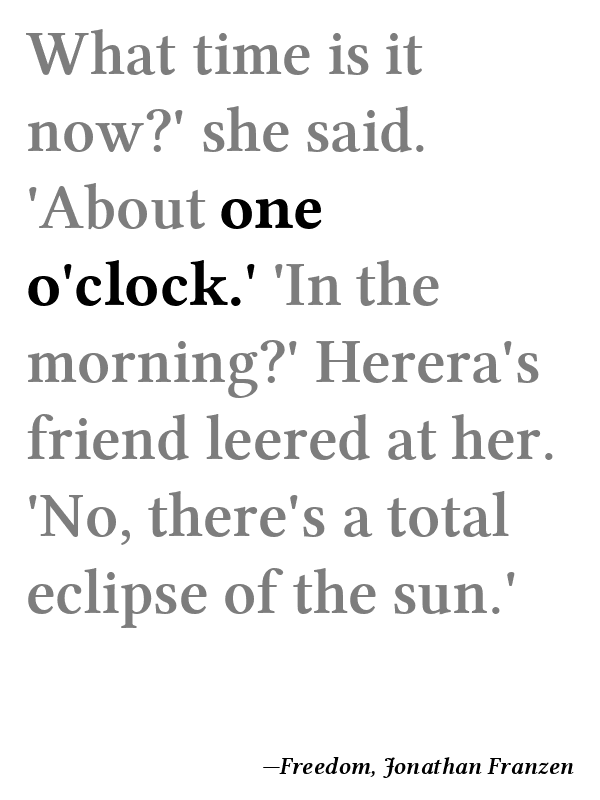 What time is it
now?' she said.
'About one
o'clock.' 'In the
morning?' Herera's
friend leered at her.
'No, there's a total
eclipse of the sun.'
—Freedom, Jonathan Franzen